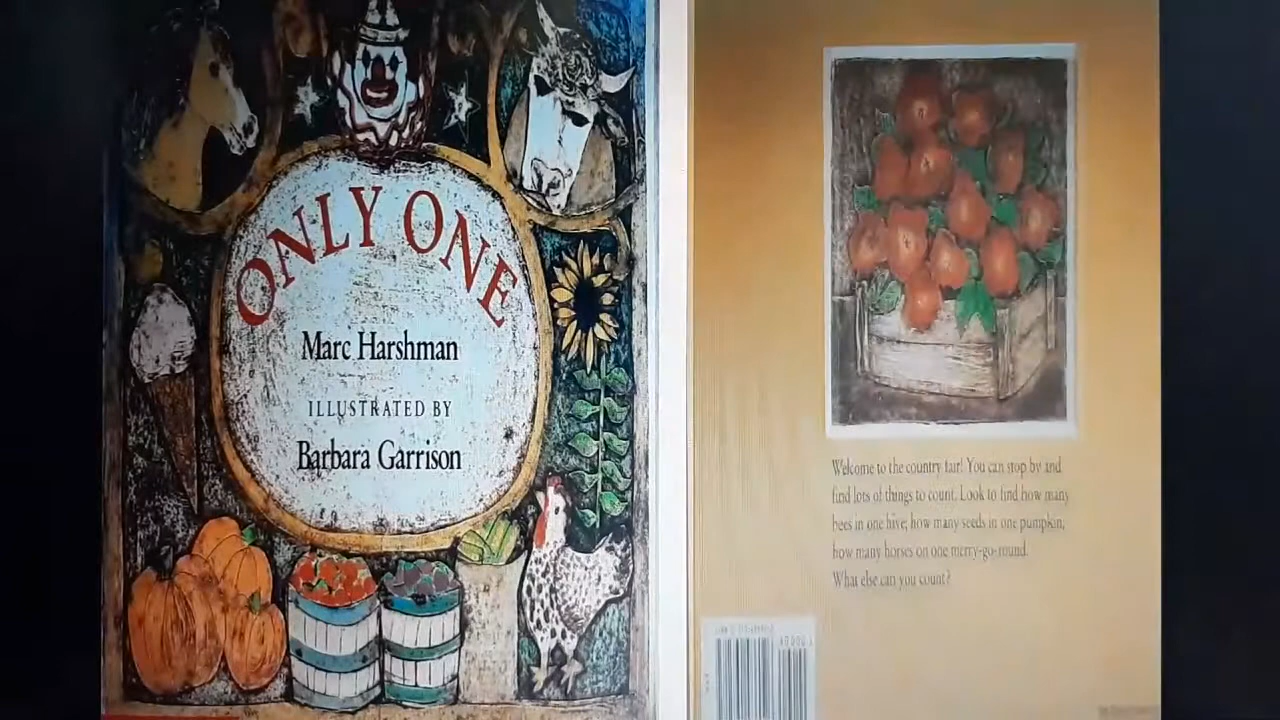 ONLY ONE
Marc Harshman
ILLUSTRATED BY
Barbara Garrison
Welcome to the country fair! You can stop by and
find lots of things to count. Look to find how many
bees in one hive, how many seeds in one pumpkin,
how many horses on one merry-go-round.
What else can you count?